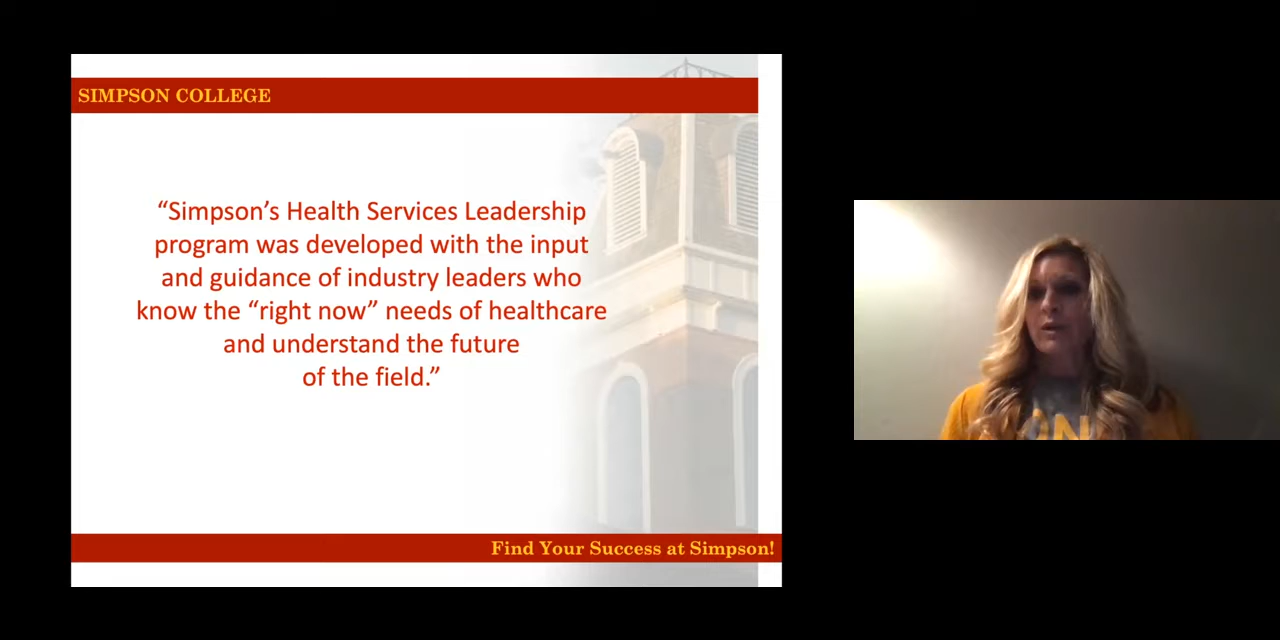 SIMPSON COLLEGE
“Simpson’s Health Services Leadership
program was developed with the input
and guidance of industry leaders who
know the “right now” needs of healthcare
and understand the future
of the field.”
Find Your Success at Simpson!